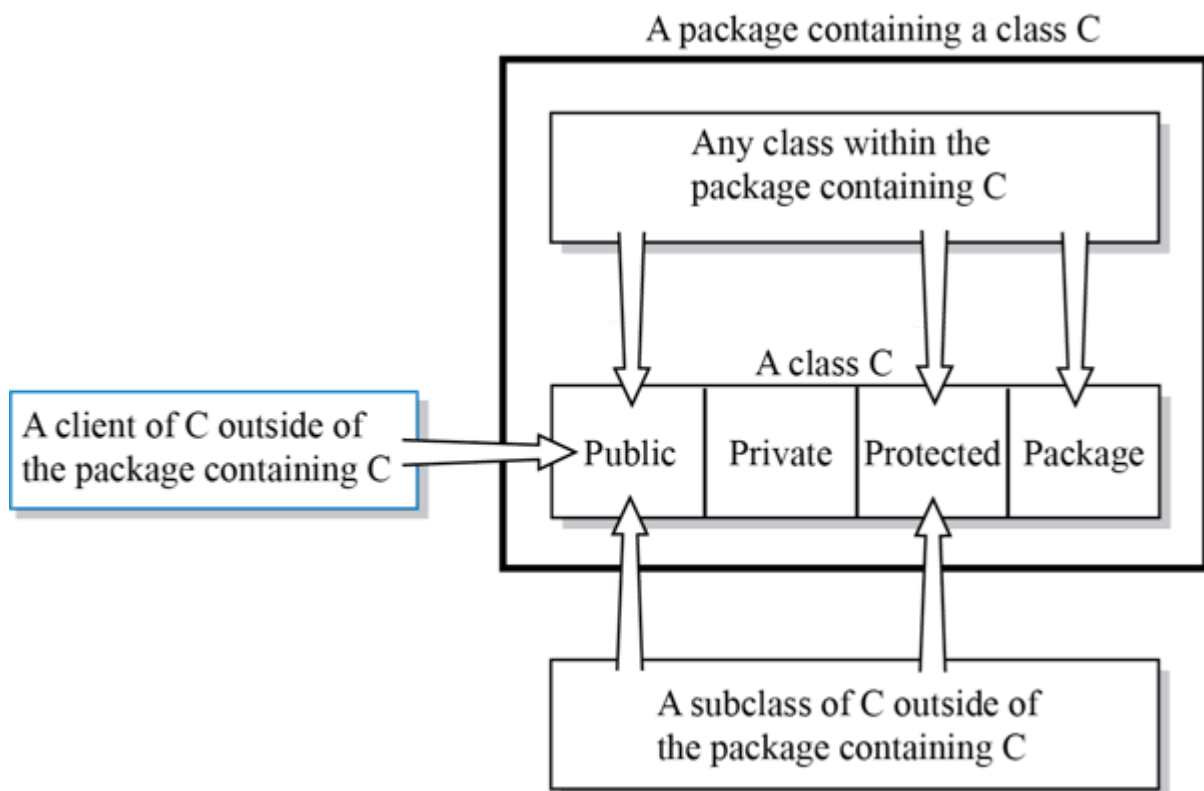 A package containing a class C
Any class within the
package containing C
A class C
A client of C outside of
the package containing C
Public Private Protected Package
A subclass of C outside of
the package containing C